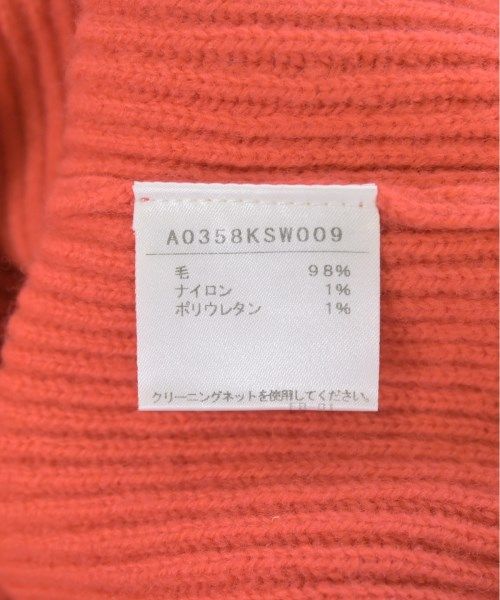 A0358KSW009
毛 98%
ナイロン 1%
ポリウレタン 1%
クリーニングネットを使用してください。